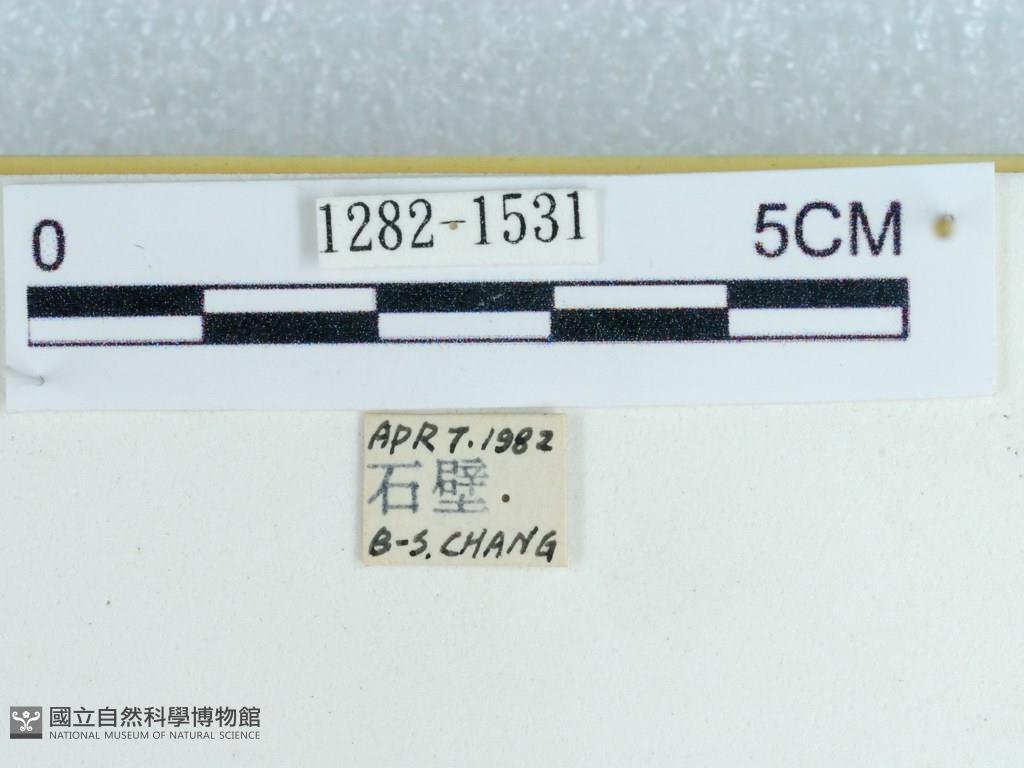 0
1282-1531
5CM
APR 7. 1982
石壁
B-S. CHANG
國立自然科學博物館
NATIONAL MUSEUM OF NATURAL SCIENCE